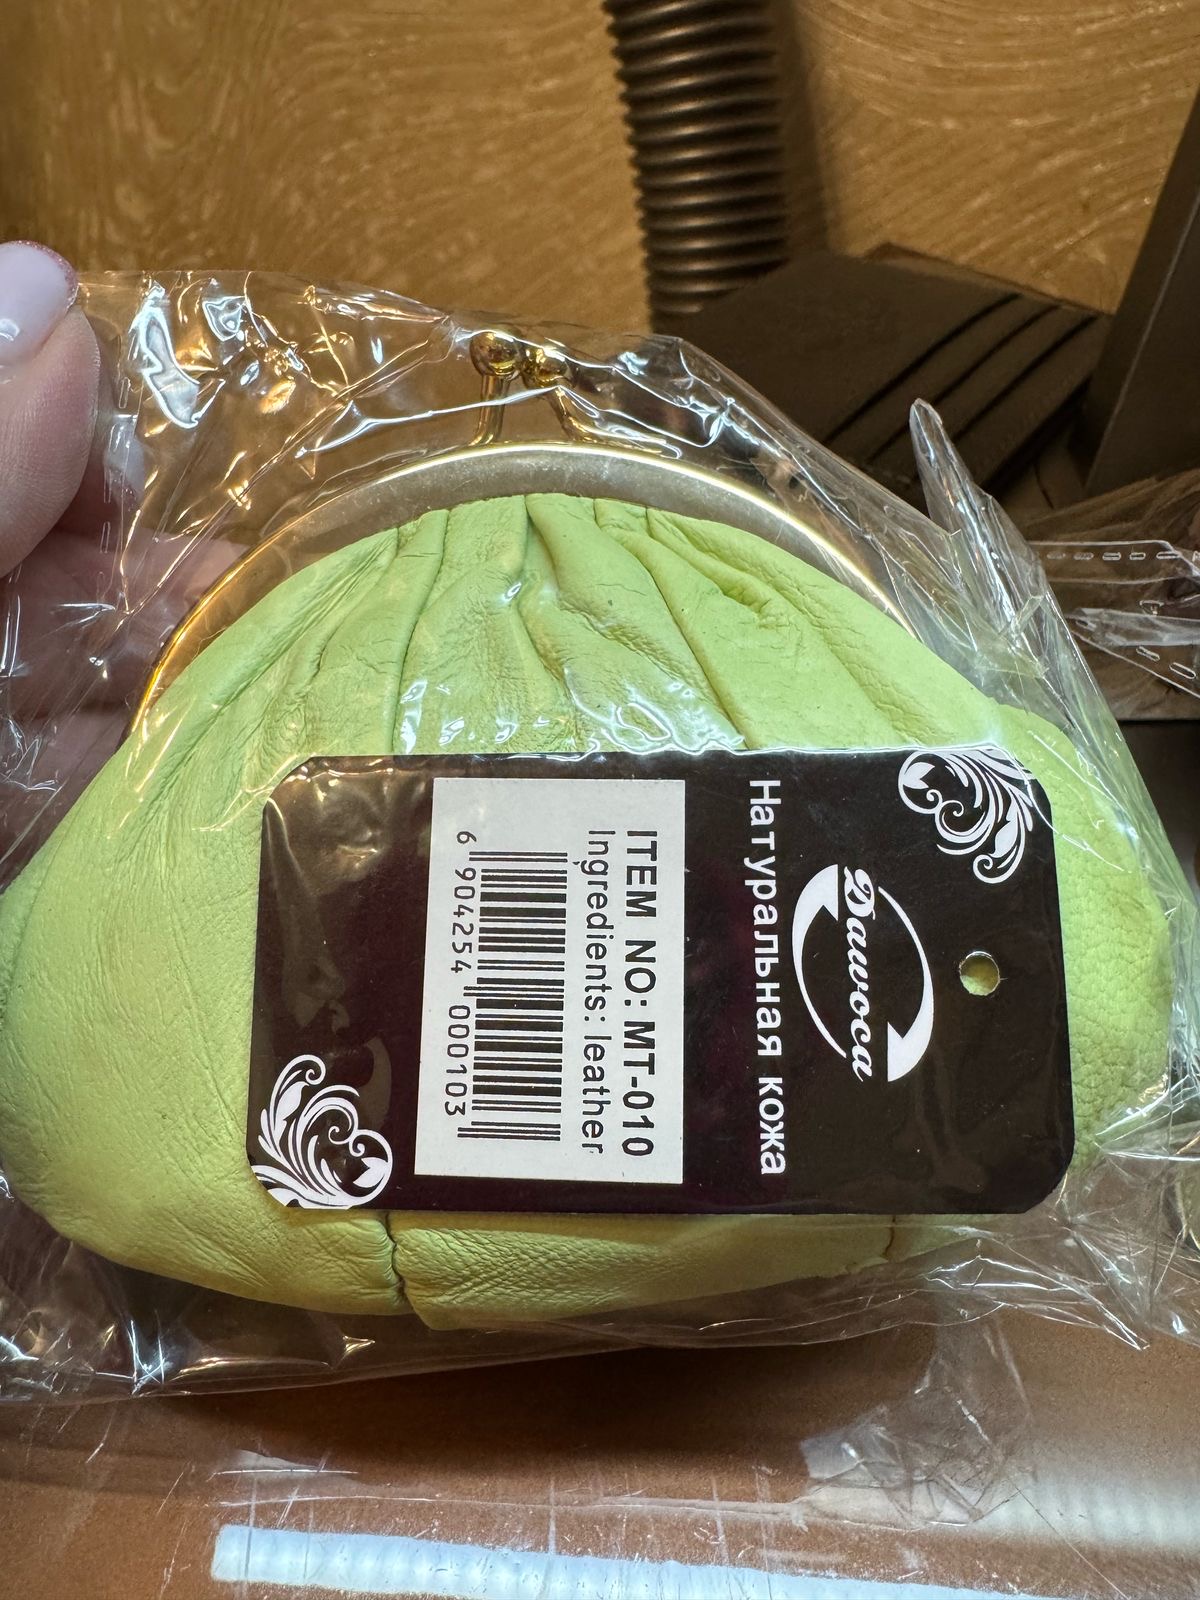 Dawoca
Натуральная кожа
ITEM NO: MT-010
Ingredients: leather
6 904254 000103